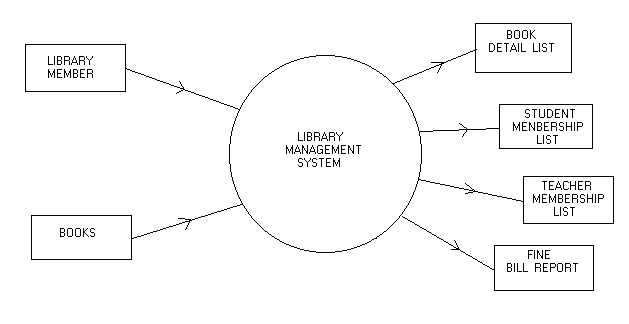 LIBRARY
MEMBER
BOOKS
LIBRARY
MANAGEMENT
SYSTEM
BOOK
DETAIL LIST
STUDENT
MENBERSHIP
LIST
TEACHER
MEMBERSHIP
LIST
FINE
BILL REPORT